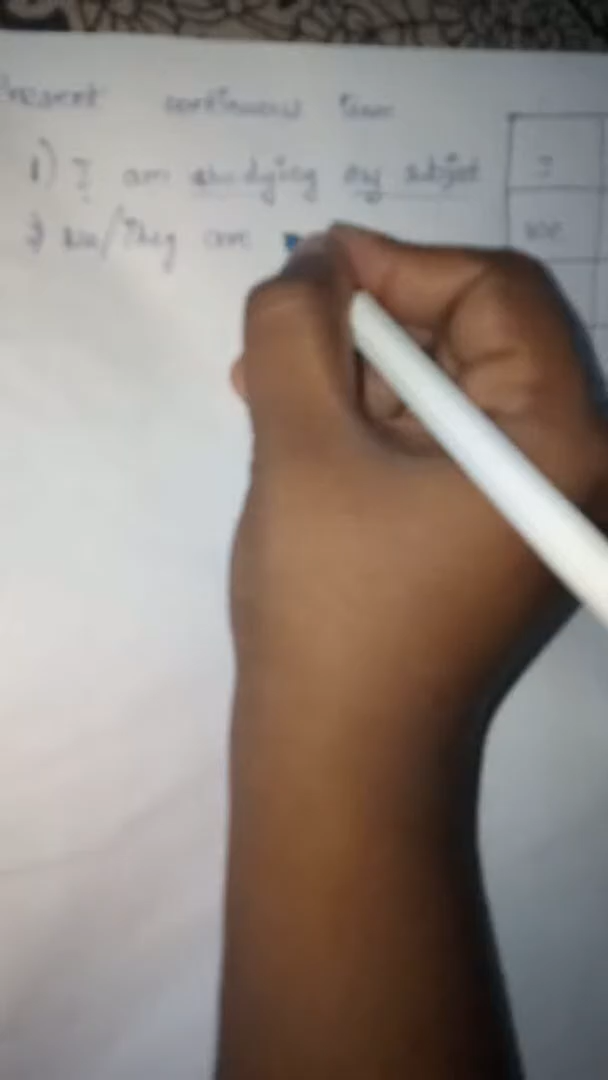 Present continuous Tense
1) I am studying my subject I
2) We/They are we